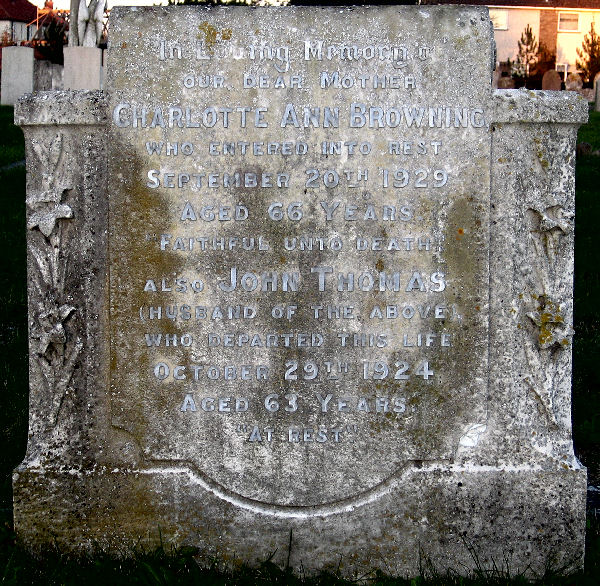 In Loving Memory of
OUR DEAR MOTHER
CHARLOTTE ANN BROWNING
WHO ENTERED INTO REST
SEPTEMBER 20TH 1929
AGED 66 YEARS
"FAITHFUL UNTO DEATH"
ALSO JOHN THOMAS
(HUSBAND OF THE ABOVE)
WHO DEPARTED THIS LIFE
OCTOBER 29TH 1924
AGED 63 YEARS.
"AT REST"